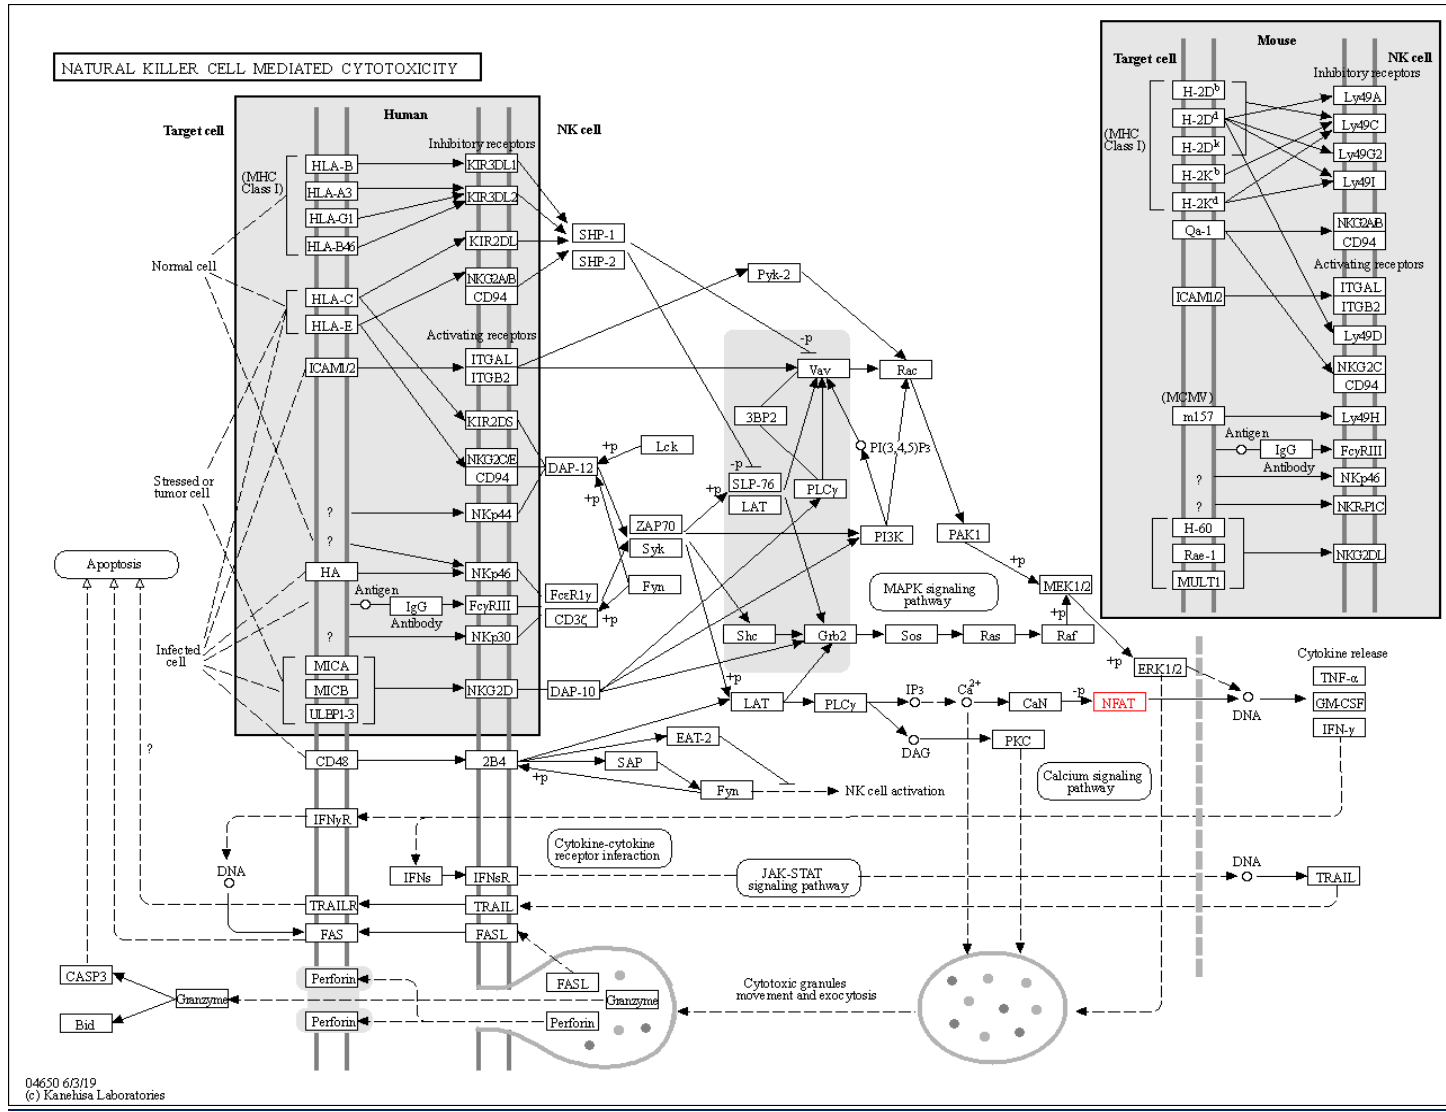 NATURAL KILLER CELL MEDIATED CYTOTOXICITY
Target cell
Human
NK cell
Inhibitory receptors
(MHC
Class I)
HLA-B
HLA-A3
HLA-G1
HLA-B46
HLA-C
HLA-E
ICAM1/2
KIR3DL1
KIR3DL2
KIR2DL
NKG2A/B
CD94
Activating receptors
ITGAL
ITGB2
KIR2DS
NKG2C/E
CD94
NKp44
NKp46
FcγRIII
NKp30
NKG2D
?
?
HA
Antigen
IgG
Antibody
?
MICA
MICB
ULBP1-3
CD48
2B4
Normal cell
Stressed or
tumor cell
Infected
cell
Apoptosis
?
SHP-1
SHP-2
Pyk-2
-p
Vav
Rac
3BP2
PI(3,4,5)P3
+p
Lck
DAP-12
+p
-p
SLP-76
LAT
PLCγ
+p
ZAP70
Syk
PI3K
PAK1
Fyn
FcεR1γ
CD3ζ
+p
+p
MEK1/2
MAPK signaling
pathway
+p
Shc
Grb2
Sos
Ras
Raf
+p
ERK1/2
DAP-10
+p
LAT
PLCγ
IP3
Ca2+
CaN
-p
NFAT
DNA
DAG
PKC
Cytokine release
TNF-α
GM-CSF
IFN-γ
EAT-2
SAP
+p
Fyn
NK cell activation
Calcium signaling
pathway
IFNγR
DNA
IFNs
IFNsR
Cytokine-cytokine
receptor interaction
JAK-STAT
signaling pathway
DNA
TRAIL
TRAILR
TRAIL
FAS
FASL
CASP3
Bid
Granzyme
Perforin
Perforin
FASL
Granzyme
Perforin
Cytotoxic granules
movement and exocytosis
Mouse
Target cell
NK cell
Inhibitory receptors
(MHC
Class I)
H-2Db
H-2Dd
H-2Dk
H-2Kb
H-2Kd
Qa-1
ICAM1/2
Ly49A
Ly49C
Ly49G2
Ly49I
NKG2A/B
CD94
Activating receptors
ITGAL
ITGB2
Ly49D
NKG2C
CD94
(MCMV)
m157
Ly49H
Antigen
IgG
Antibody
FcγRIII
?
NKp46
?
NKR-P1C
H-60
Rae-1
MULT1
NKG2DL
04650 6/3/19
(c) Kanehisa Laboratories